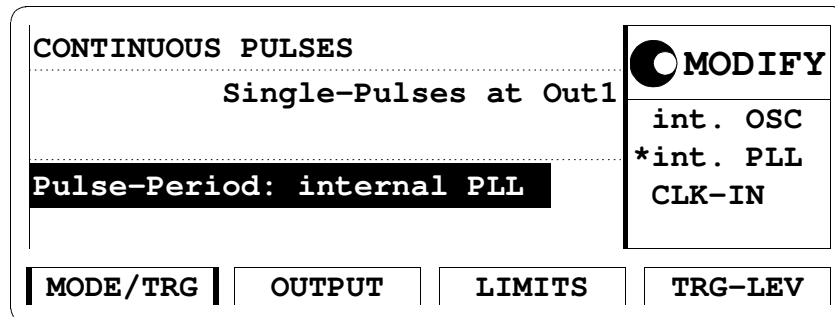 CONTINUOUS PULSES
Single-Pulses at Out1
Pulse-Period: internal PLL
MODIFY
int. OSC
*int. PLL
CLK-IN
MODE/TRG
OUTPUT
LIMITS
TRG-LEV